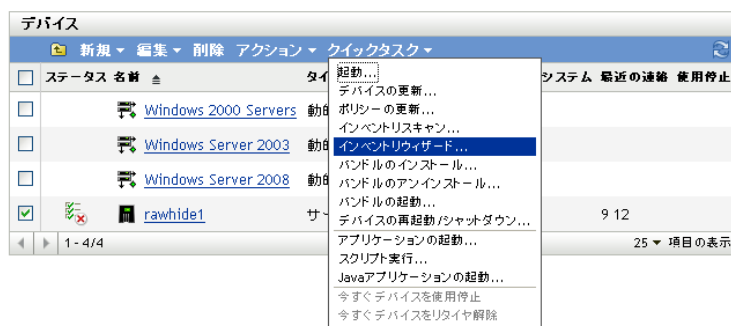 デバイス
新規 編集 削除 アクション クイックタスク
ステータス 名前 タイ システム 最近の連絡 使用停止
Windows 2000 Servers 動的
Windows Server 2003 動的
Windows Server 2008 動的
rawhide1 サー 9 12
1 - 4/4 25 項目の表示
起動...
デバイスの更新...
ポリシーの更新...
インベントリスキャン...
インベントリウィザード...
バンドルのインストール...
バンドルのアンインストール...
バンドルの起動...
デバイスの再起動/シャットダウン...
アプリケーションの起動...
スクリプト実行...
Javaアプリケーションの起動...
今すぐデバイスを使用停止
今すぐデバイスをリタイヤ解除